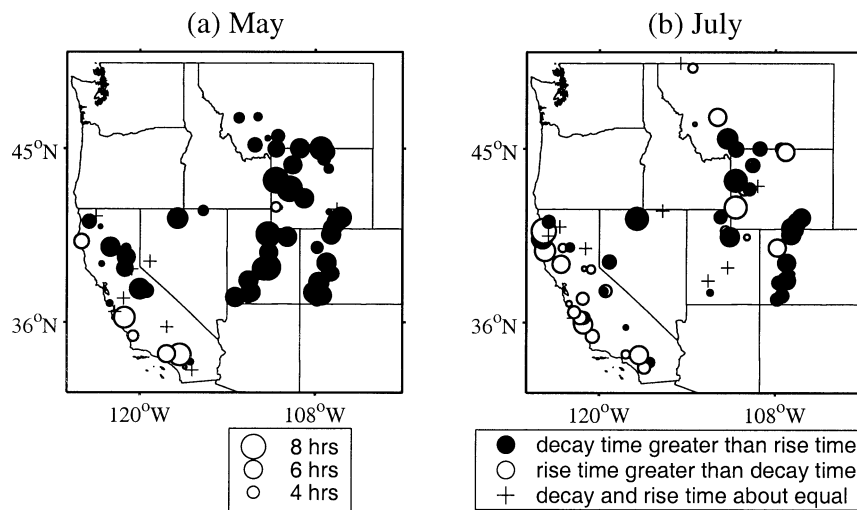 (a) May
(b) July
45°N
36°N
120°W
108°W
45°N
36°N
120°W
108°W
8 hrs
6 hrs
4 hrs
decay time greater than rise time
rise time greater than decay time
decay and rise time about equal